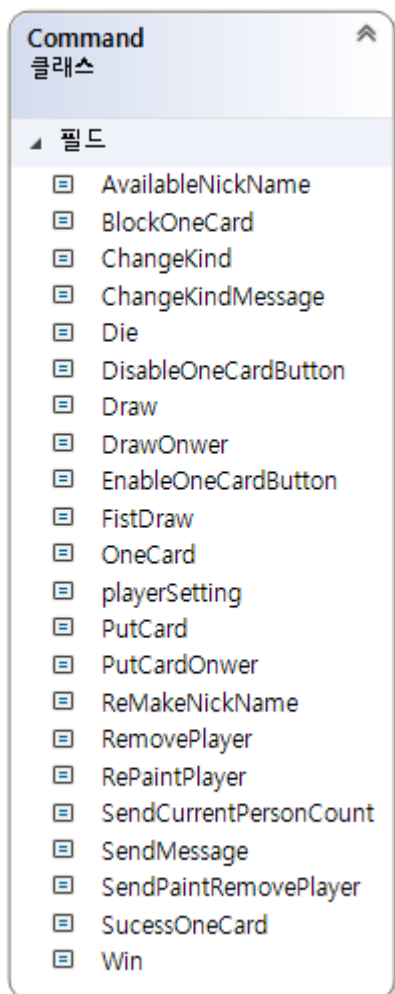 Command
클래스
필드
AvailableNickName
BlockOneCard
ChangeKind
ChangeKindMessage
Die
DisableOneCardButton
Draw
DrawOnwer
EnableOneCardButton
FistDraw
OneCard
playerSetting
PutCard
PutCardOnwer
ReMakeNickName
RemovePlayer
RePaintPlayer
SendCurrentPersonCount
SendMessage
SendPaintRemovePlayer
SucessOneCard
Win